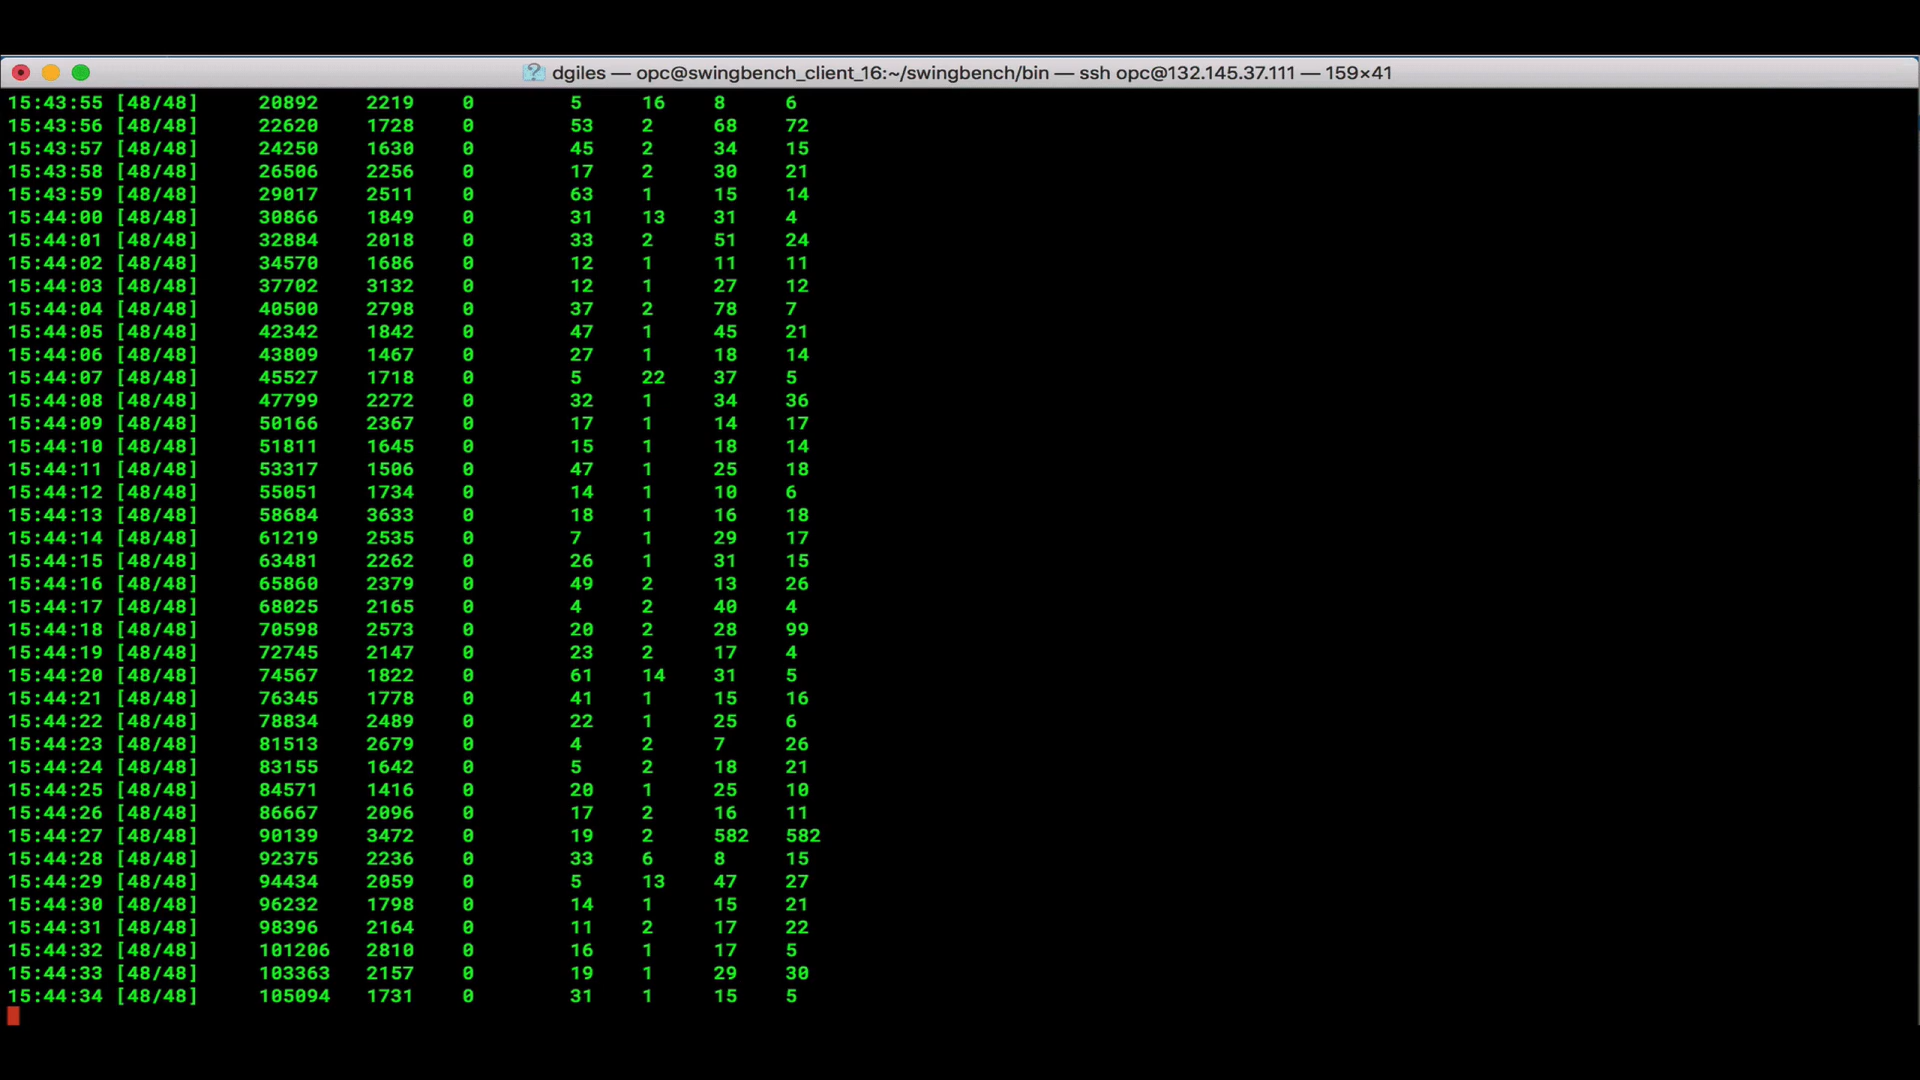 dgiles — opc@swingbench_client_16:~/swingbench/bin — ssh opc@132.145.37.111 — 159×41
15:43:55 [48/48] 20892 2219 0 5 16 8 6
15:43:56 [48/48] 22620 1728 0 53 2 68 72
15:43:57 [48/48] 24250 1630 0 45 2 34 15
15:43:58 [48/48] 26506 2256 0 17 2 30 21
15:43:59 [48/48] 29017 2511 0 63 1 15 14
15:44:00 [48/48] 30866 1849 0 31 13 31 4
15:44:01 [48/48] 32884 2018 0 33 2 51 24
15:44:02 [48/48] 34570 1686 0 12 1 11 11
15:44:03 [48/48] 37702 3132 0 12 1 27 12
15:44:04 [48/48] 40500 2798 0 37 2 78 7
15:44:05 [48/48] 42342 1842 0 47 1 45 21
15:44:06 [48/48] 43809 1467 0 27 1 18 14
15:44:07 [48/48] 45527 1718 0 5 22 37 5
15:44:08 [48/48] 47799 2272 0 32 1 34 36
15:44:09 [48/48] 50166 2367 0 17 1 14 17
15:44:10 [48/48] 51811 1645 0 15 1 18 14
15:44:11 [48/48] 53317 1506 0 47 1 25 18
15:44:12 [48/48] 55051 1734 0 14 1 10 6
15:44:13 [48/48] 58684 3633 0 18 1 16 18
15:44:14 [48/48] 61219 2535 0 7 1 29 17
15:44:15 [48/48] 63481 2262 0 26 1 31 15
15:44:16 [48/48] 65860 2379 0 49 2 13 26
15:44:17 [48/48] 68025 2165 0 4 2 40 4
15:44:18 [48/48] 70598 2573 0 20 2 28 99
15:44:19 [48/48] 72745 2147 0 23 2 17 4
15:44:20 [48/48] 74567 1822 0 61 14 31 5
15:44:21 [48/48] 76345 1778 0 41 1 15 16
15:44:22 [48/48] 78834 2489 0 22 1 25 6
15:44:23 [48/48] 81513 2679 0 4 2 7 26
15:44:24 [48/48] 83155 1642 0 5 2 18 21
15:44:25 [48/48] 84571 1416 0 20 1 25 10
15:44:26 [48/48] 86667 2096 0 17 2 16 11
15:44:27 [48/48] 90139 3472 0 19 2 582 582
15:44:28 [48/48] 92375 2236 0 33 6 8 15
15:44:29 [48/48] 94434 2059 0 5 13 47 27
15:44:30 [48/48] 96232 1798 0 14 1 15 21
15:44:31 [48/48] 98396 2164 0 11 2 17 22
15:44:32 [48/48] 101206 2810 0 16 1 17 5
15:44:33 [48/48] 103363 2157 0 19 1 29 30
15:44:34 [48/48] 105094 1731 0 31 1 15 5